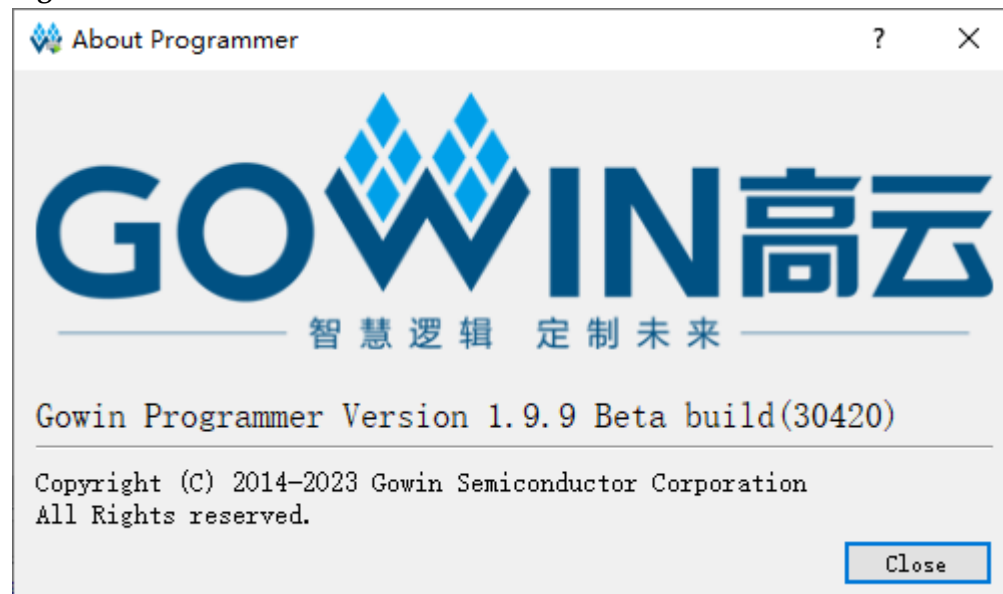 About Programmer
GOWIN高云
智慧逻辑 定制未来
Gowin Programmer Version 1.9.9 Beta build(30420)
Copyright (C) 2014-2023 Gowin Semiconductor Corporation
All Rights reserved.
Close